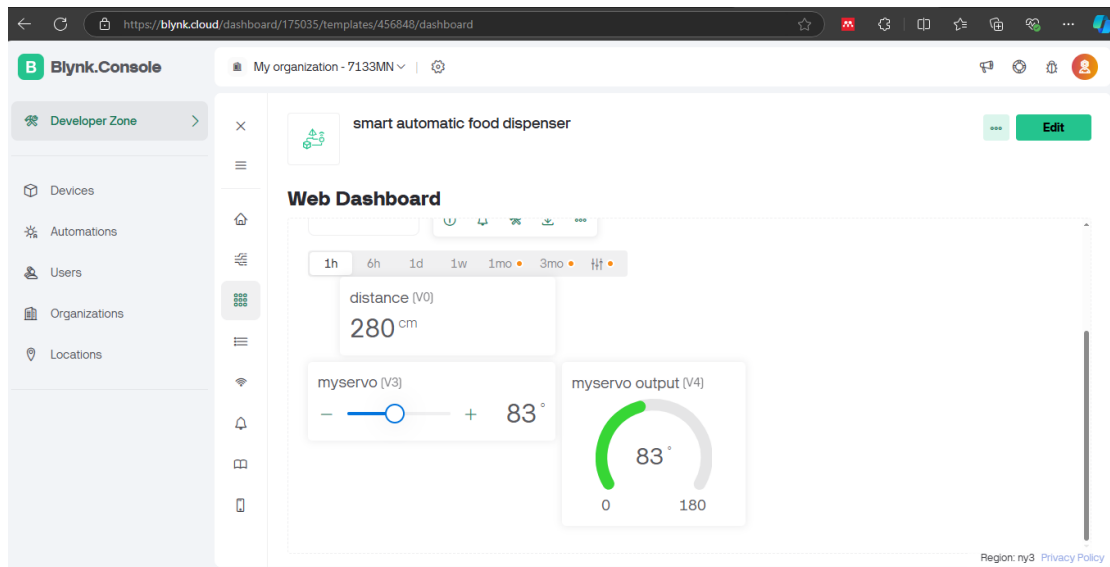 https://blynk.cloud/dashboard/175035/templates/456848/dashboard
B Blynk.Console
My organization - 7133MN
Developer Zone
Devices
Automations
Users
Organizations
Locations
smart automatic food dispenser
Edit
Web Dashboard
1h 6h 1d 1w 1mo 3mo
distance (V0)
280 cm
myservo (V3)
− + 83°
myservo output (V4)
83°
0 180
Region: ny3 Privacy Policy